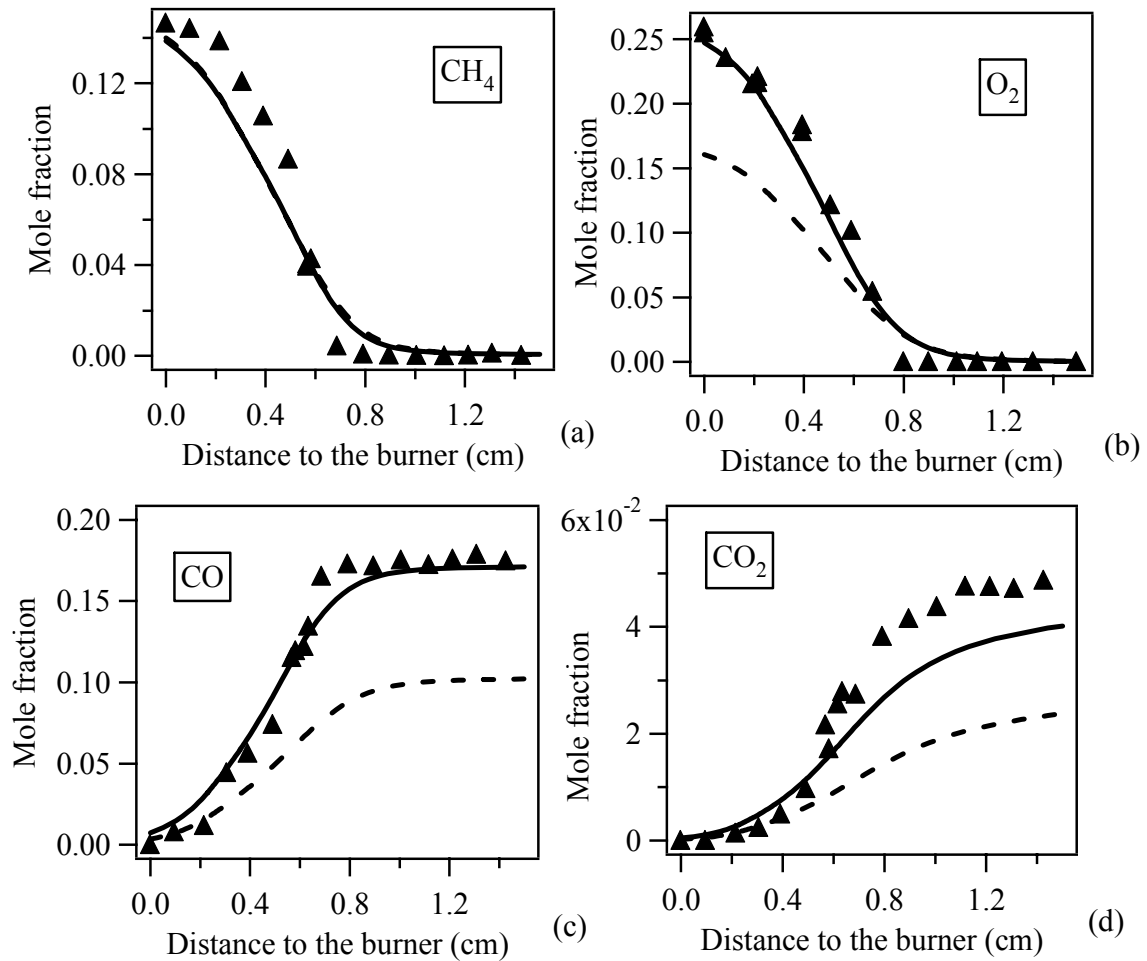 CH4
0.12
0.08
0.04
0.00
Mole fraction
0.0 0.4 0.8 1.2
Distance to the burner (cm)
(a)
O2
0.25
0.20
0.15
0.10
0.05
0.00
Mole fraction
0.0 0.4 0.8 1.2
Distance to the burner (cm)
(b)
CO
0.20
0.15
0.10
0.05
0.00
Mole fraction
0.0 0.4 0.8 1.2
Distance to the burner (cm)
(c)
CO2
6x10-2
4
2
0
Mole fraction
0.0 0.4 0.8 1.2
Distance to the burner (cm)
(d)